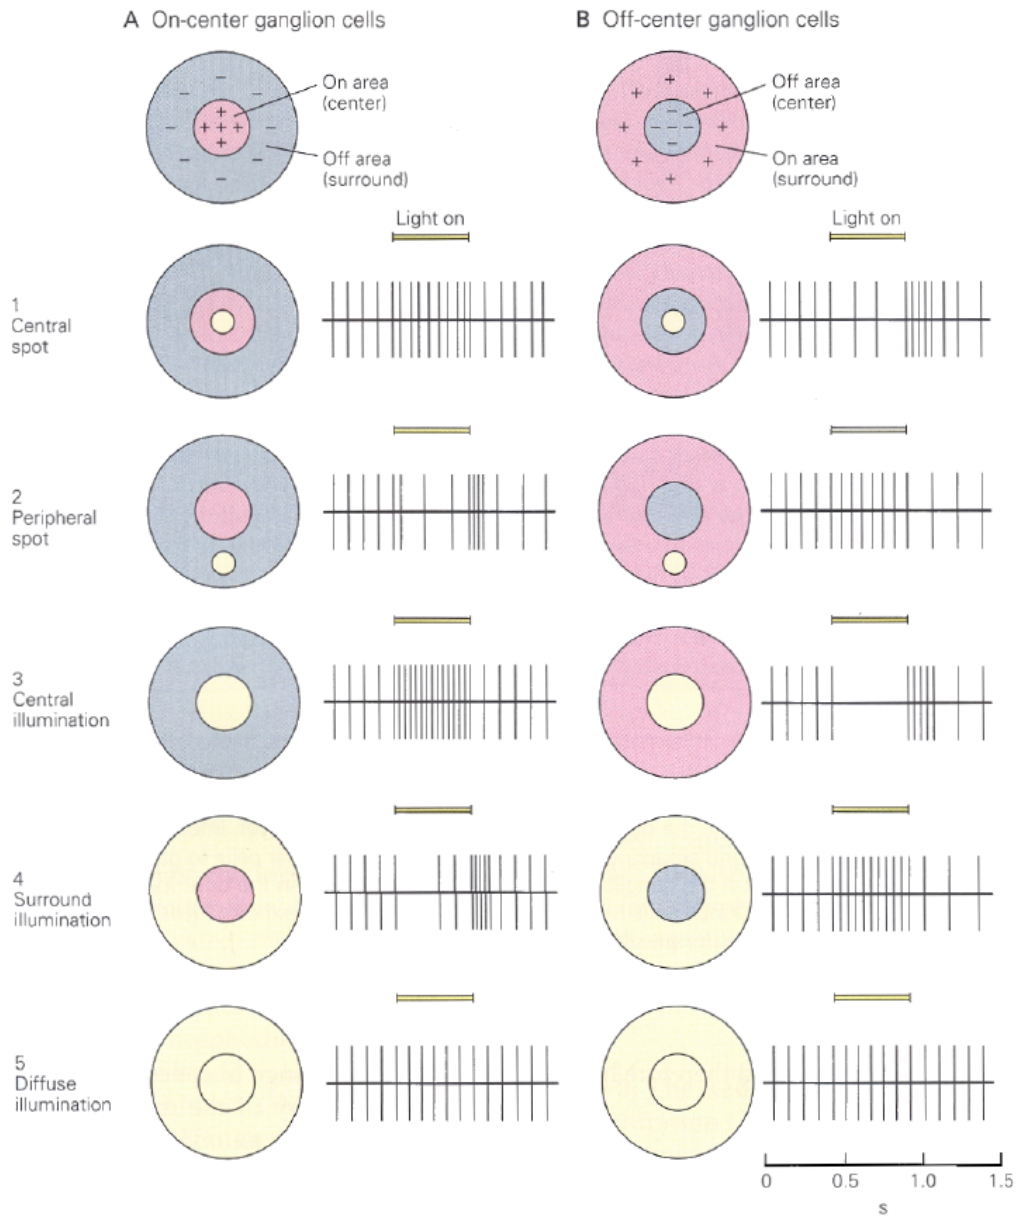 A On-center ganglion cells
B Off-center ganglion cells
On area
(center)
Off area
(surround)
Off area
(center)
On area
(surround)
Light on
Light on
1
Central
spot
2
Peripheral
spot
3
Central
illumination
4
Surround
illumination
5
Diffuse
illumination
0 0.5 1.0 1.5
s